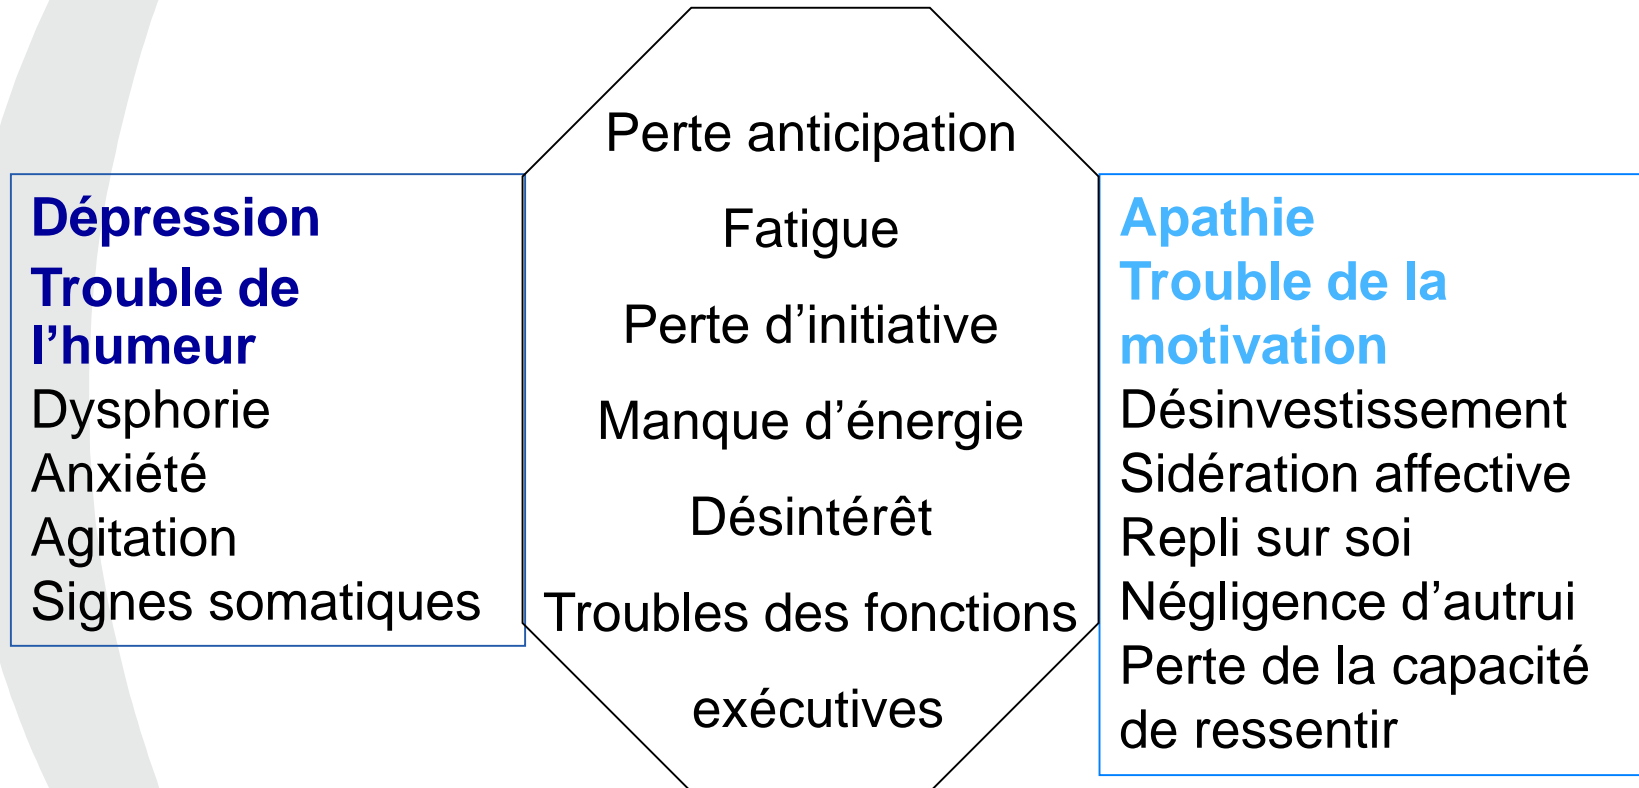 Dépression
Trouble de
l’humeur
Dysphorie
Anxiété
Agitation
Signes somatiques
Perte anticipation
Fatigue
Perte d’initiative
Manque d’énergie
Désintérêt
Troubles des fonctions
exécutives
Apathie
Trouble de la
motivation
Désinvestissement
Sidération affective
Repli sur soi
Négligence d’autrui
Perte de la capacité
de ressentir